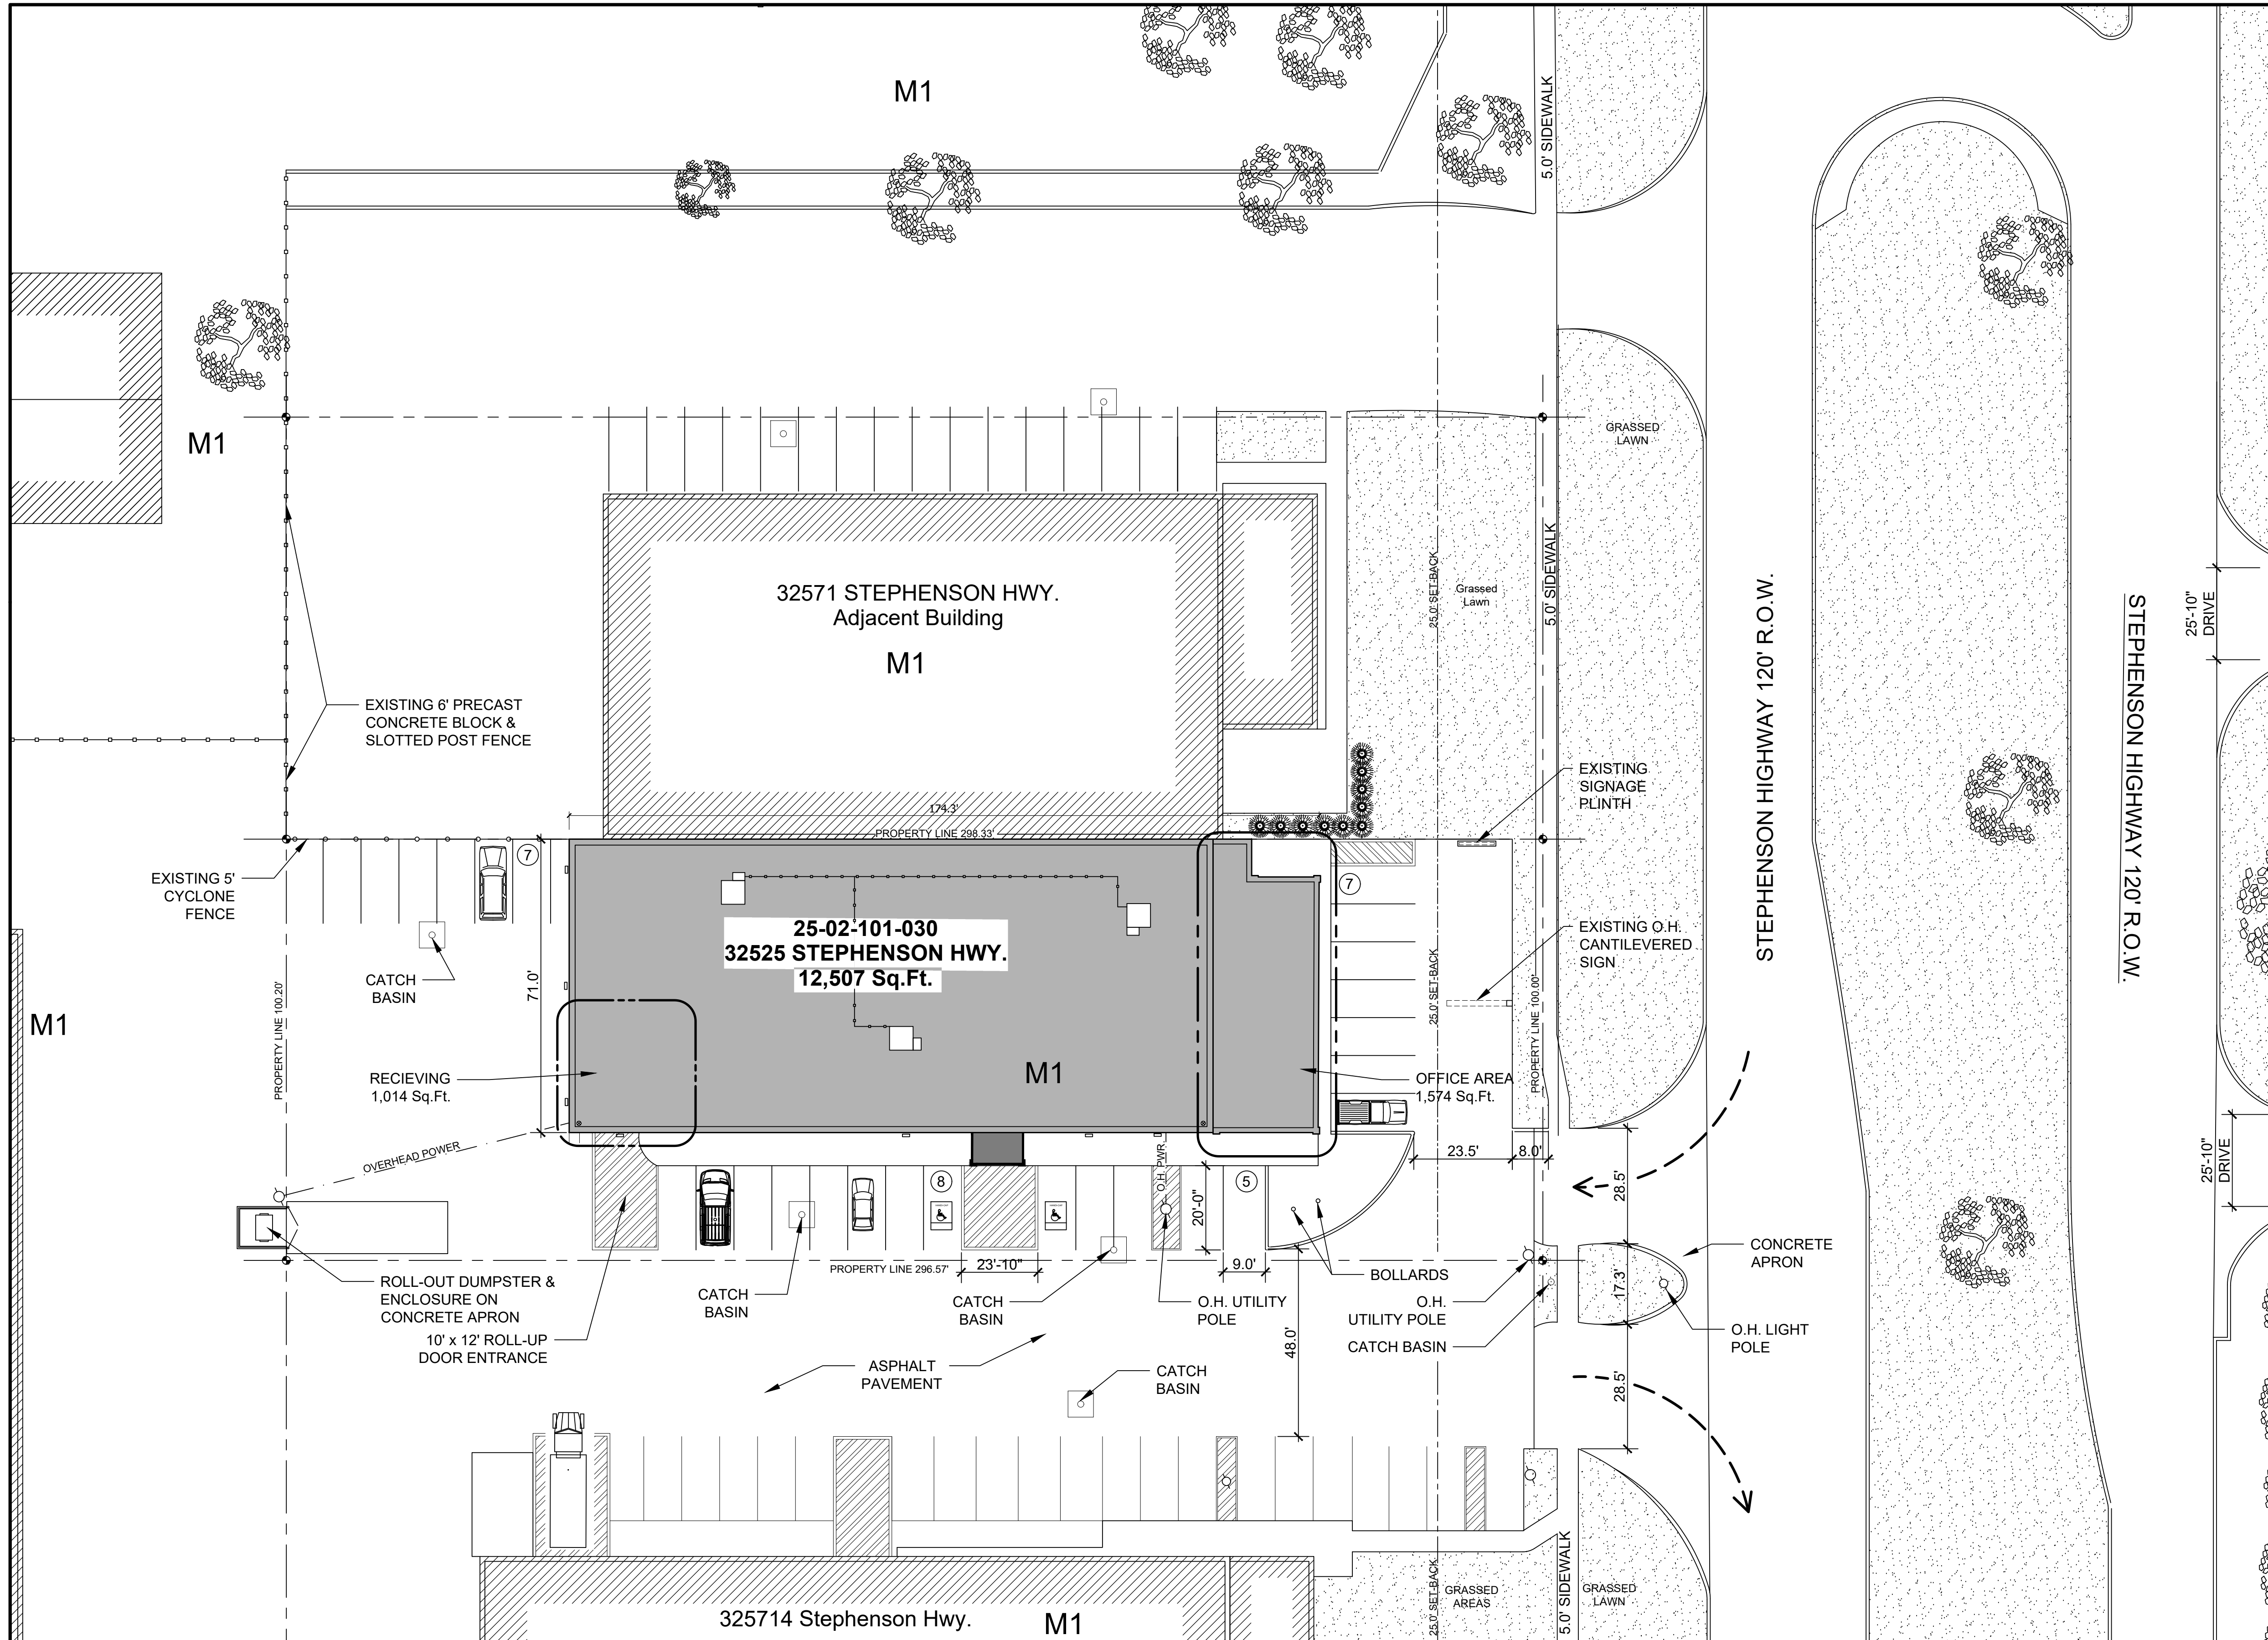 M1
5.0' SIDEWALK
M1
GRASSED
LAWN
32571 STEPHENSON HWY.
Adjacent Building
M1
25.0' SET-BACK
Grassed
Lawn
5.0' SIDEWALK
STEPHENSON HIGHWAY 120' R.O.W.
STEPHENSON HIGHWAY 120' R.O.W.
25'-10"
DRIVE
EXISTING 6' PRECAST
CONCRETE BLOCK &
SLOTTED POST FENCE
EXISTING
SIGNAGE
PLINTH
174.3'
PROPERTY LINE 298.33'
7
7
EXISTING 5'
CYCLONE
FENCE
25-02-101-030
32525 STEPHENSON HWY.
12,507 Sq.Ft.
EXISTING O.H.
CANTILEVERED
SIGN
CATCH
BASIN
71.0'
25.0' SET-BACK
PROPERTY LINE 100.00'
PROPERTY LINE 100.20'
M1
M1
RECIEVING
1,014 Sq.Ft.
OFFICE AREA
1,574 Sq.Ft.
OVERHEAD POWER
O.H. PWR.
23.5'
8.0'
28.5'
25'-10"
DRIVE
8
5
20'-0"
PROPERTY LINE 296.57'
23'-10"
9.0'
CONCRETE
APRON
17.3'
ROLL-OUT DUMPSTER &
ENCLOSURE ON
CONCRETE APRON
CATCH
BASIN
CATCH
BASIN
O.H. UTILITY
POLE
BOLLARDS
O.H.
UTILITY POLE
CATCH BASIN
O.H. LIGHT
POLE
10' x 12' ROLL-UP
DOOR ENTRANCE
48.0'
ASPHALT
PAVEMENT
CATCH
BASIN
28.5'
325714 Stephenson Hwy.
M1
25.0' SET-BACK
GRASSED
AREAS
5.0' SIDEWALK
GRASSED
LAWN